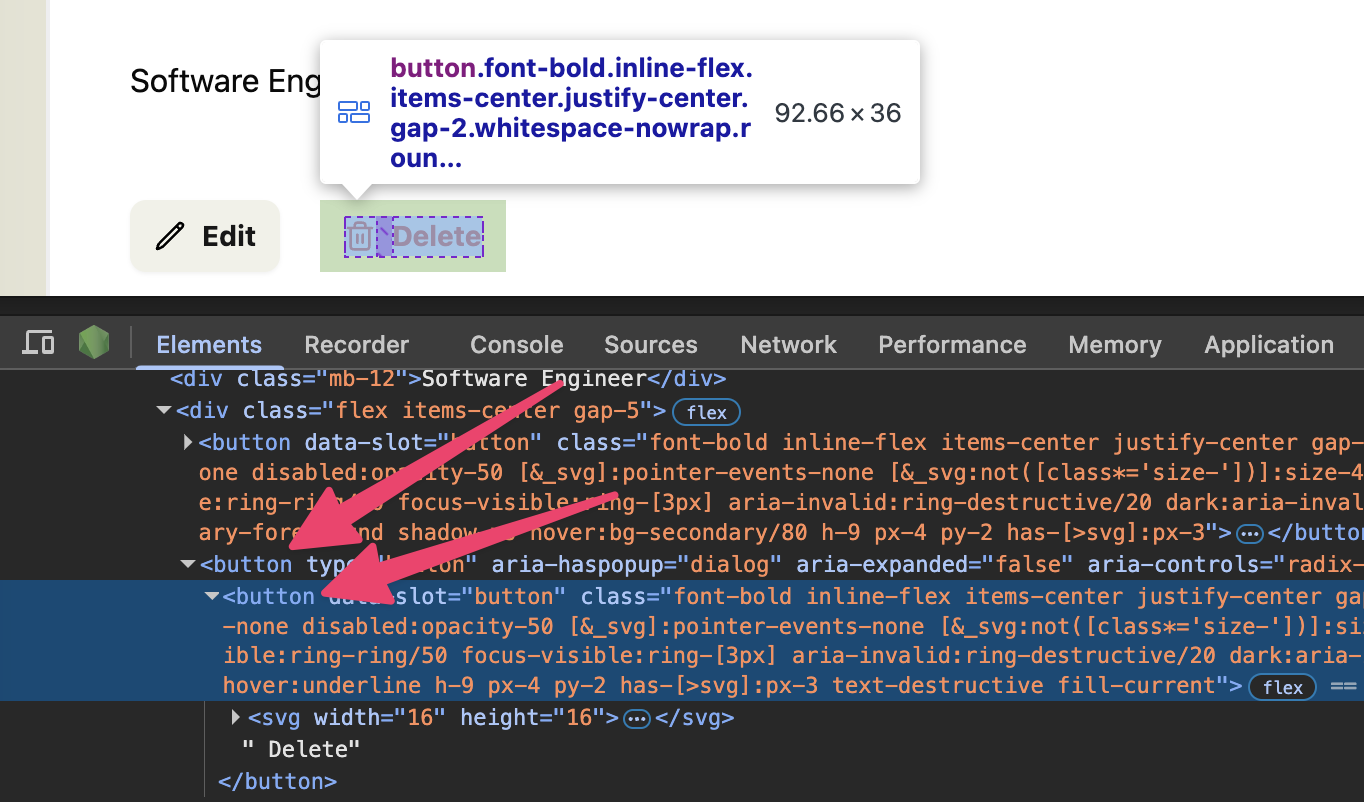 Software Eng
button.font-bold.inline-flex.
items-center.justify-center.
gap-2.whitespace-nowrap.r
oun...
92.66 × 36
Edit
Delete
Elements Recorder Console Sources Network Performance Memory Application
<div class="mb-12">Software Engineer</div>
<div class="flex items-center gap-5"> flex
<button data-slot="button" class="font-bold inline-flex items-center justify-center gap-
one disabled:opacity-50 [&_svg]:pointer-events-none [&_svg:not([class*='size-'])]:size-4
e:ring-ring/50 focus-visible:ring-[3px] aria-invalid:ring-destructive/20 dark:aria-inval
ary-foreground shadow-xs hover:bg-secondary/80 h-9 px-4 py-2 has-[>svg]:px-3">…</button
<button type="button" aria-haspopup="dialog" aria-expanded="false" aria-controls="radix-
<button data-slot="button" class="font-bold inline-flex items-center justify-center ga
-none disabled:opacity-50 [&_svg]:pointer-events-none [&_svg:not([class*='size-'])]:si
ible:ring-ring/50 focus-visible:ring-[3px] aria-invalid:ring-destructive/20 dark:aria-
hover:underline h-9 px-4 py-2 has-[>svg]:px-3 text-destructive fill-current"> flex ==
<svg width="16" height="16">…</svg>
" Delete"
</button>